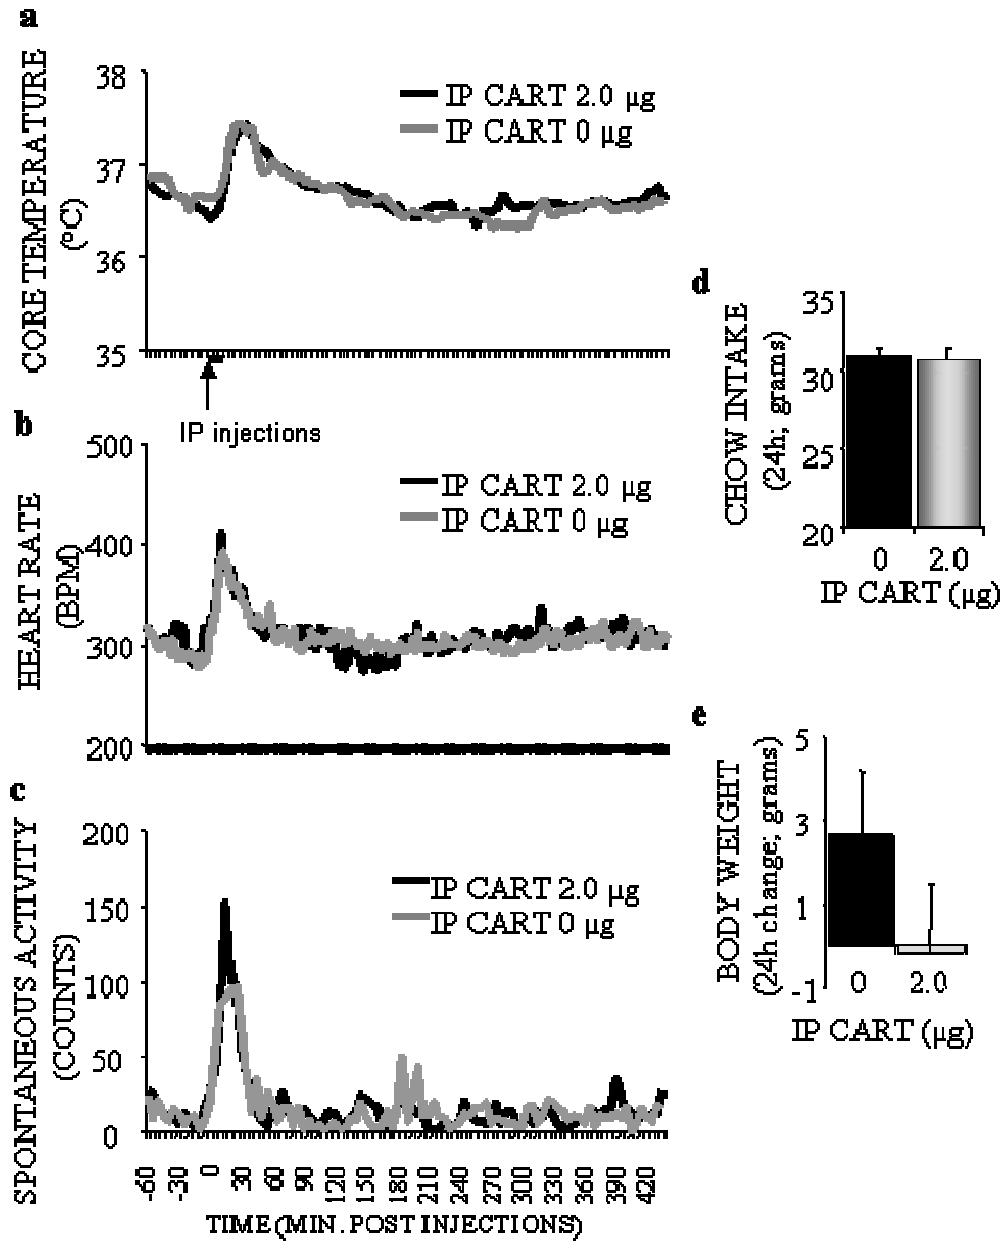 a
CORE TEMPERATURE
(oC)
38
37
36
35
IP CART 2.0 µg
IP CART 0 µg
IP injections
b
HEART RATE
(BPM)
500
400
300
200
IP CART 2.0 µg
IP CART 0 µg
c
SPONTANEOUS ACTIVITY
(COUNTS)
200
150
100
50
0
IP CART 2.0 µg
IP CART 0 µg
-60 -30 0 30 60 90 120 150 180 210 240 270 300 330 360 390 420
TIME (MIN. POST INJECTIONS)
d
CHOW INTAKE
(24h; grams)
35
30
25
20
0 2.0
IP CART (µg)
e
BODY WEIGHT
(24h change; grams)
5
3
1
-1
0 2.0
IP CART (µg)